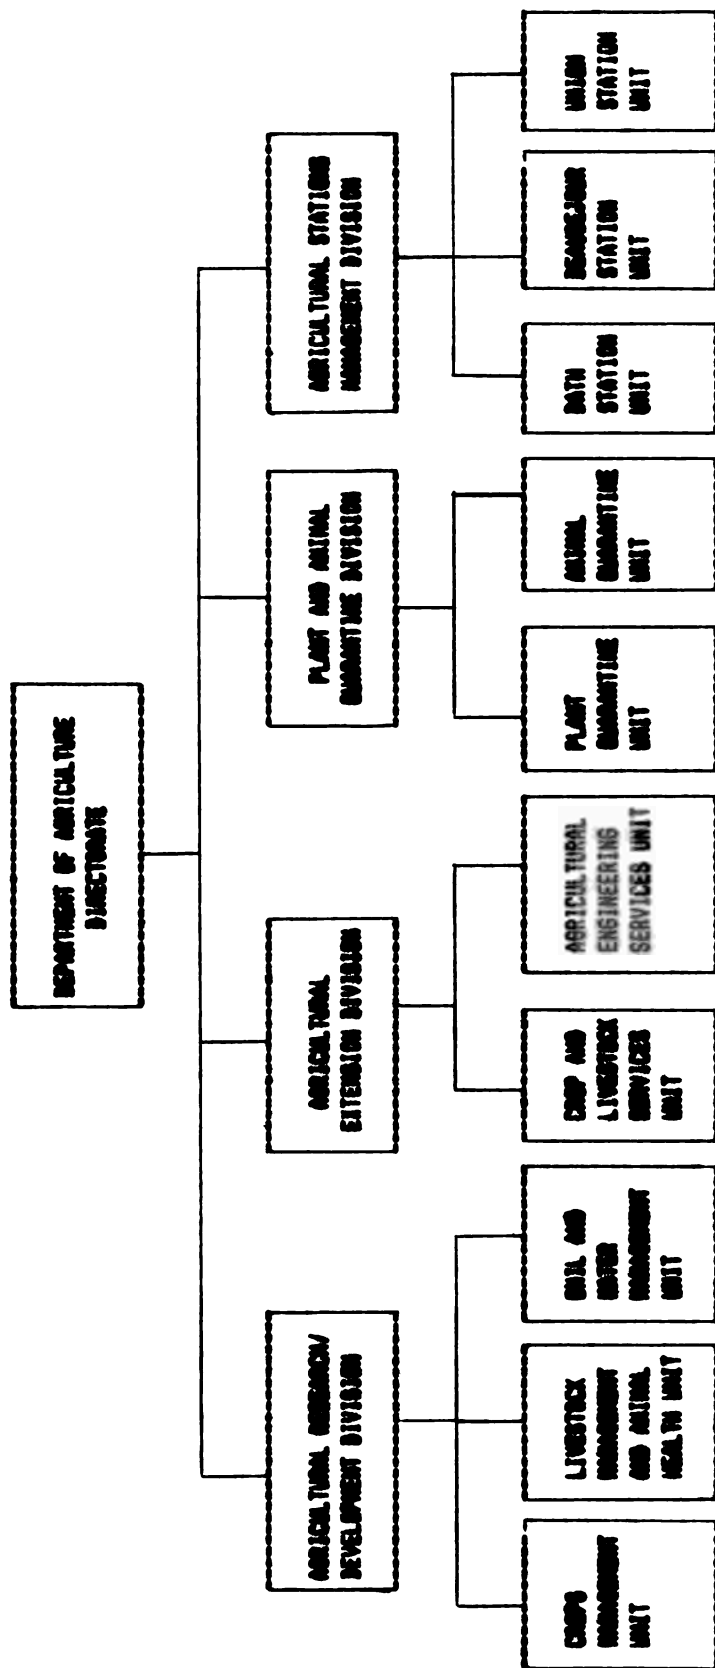 DEPARTMENT OF AGRICULTURE
DIRECTORATE
AGRICULTURAL RESEARCH/
DEVELOPMENT DIVISION
AGRICULTURAL
EXTENSION DIVISION
PLANT AND ANIMAL
QUARANTINE DIVISION
AGRICULTURAL STATIONS
MANAGEMENT DIVISION
CROPS
MANAGEMENT
UNIT
LIVESTOCK
MANAGEMENT
AND ANIMAL
HEALTH UNIT
SOIL AND
WATER
MANAGEMENT
UNIT
CROP AND
LIVESTOCK
SERVICES
UNIT
AGRICULTURAL
ENGINEERING
SERVICES UNIT
PLANT
QUARANTINE
UNIT
ANIMAL
QUARANTINE
UNIT
STATION
UNIT
BEAUSEJOUR
STATION
UNIT
UNION
STATION
UNIT